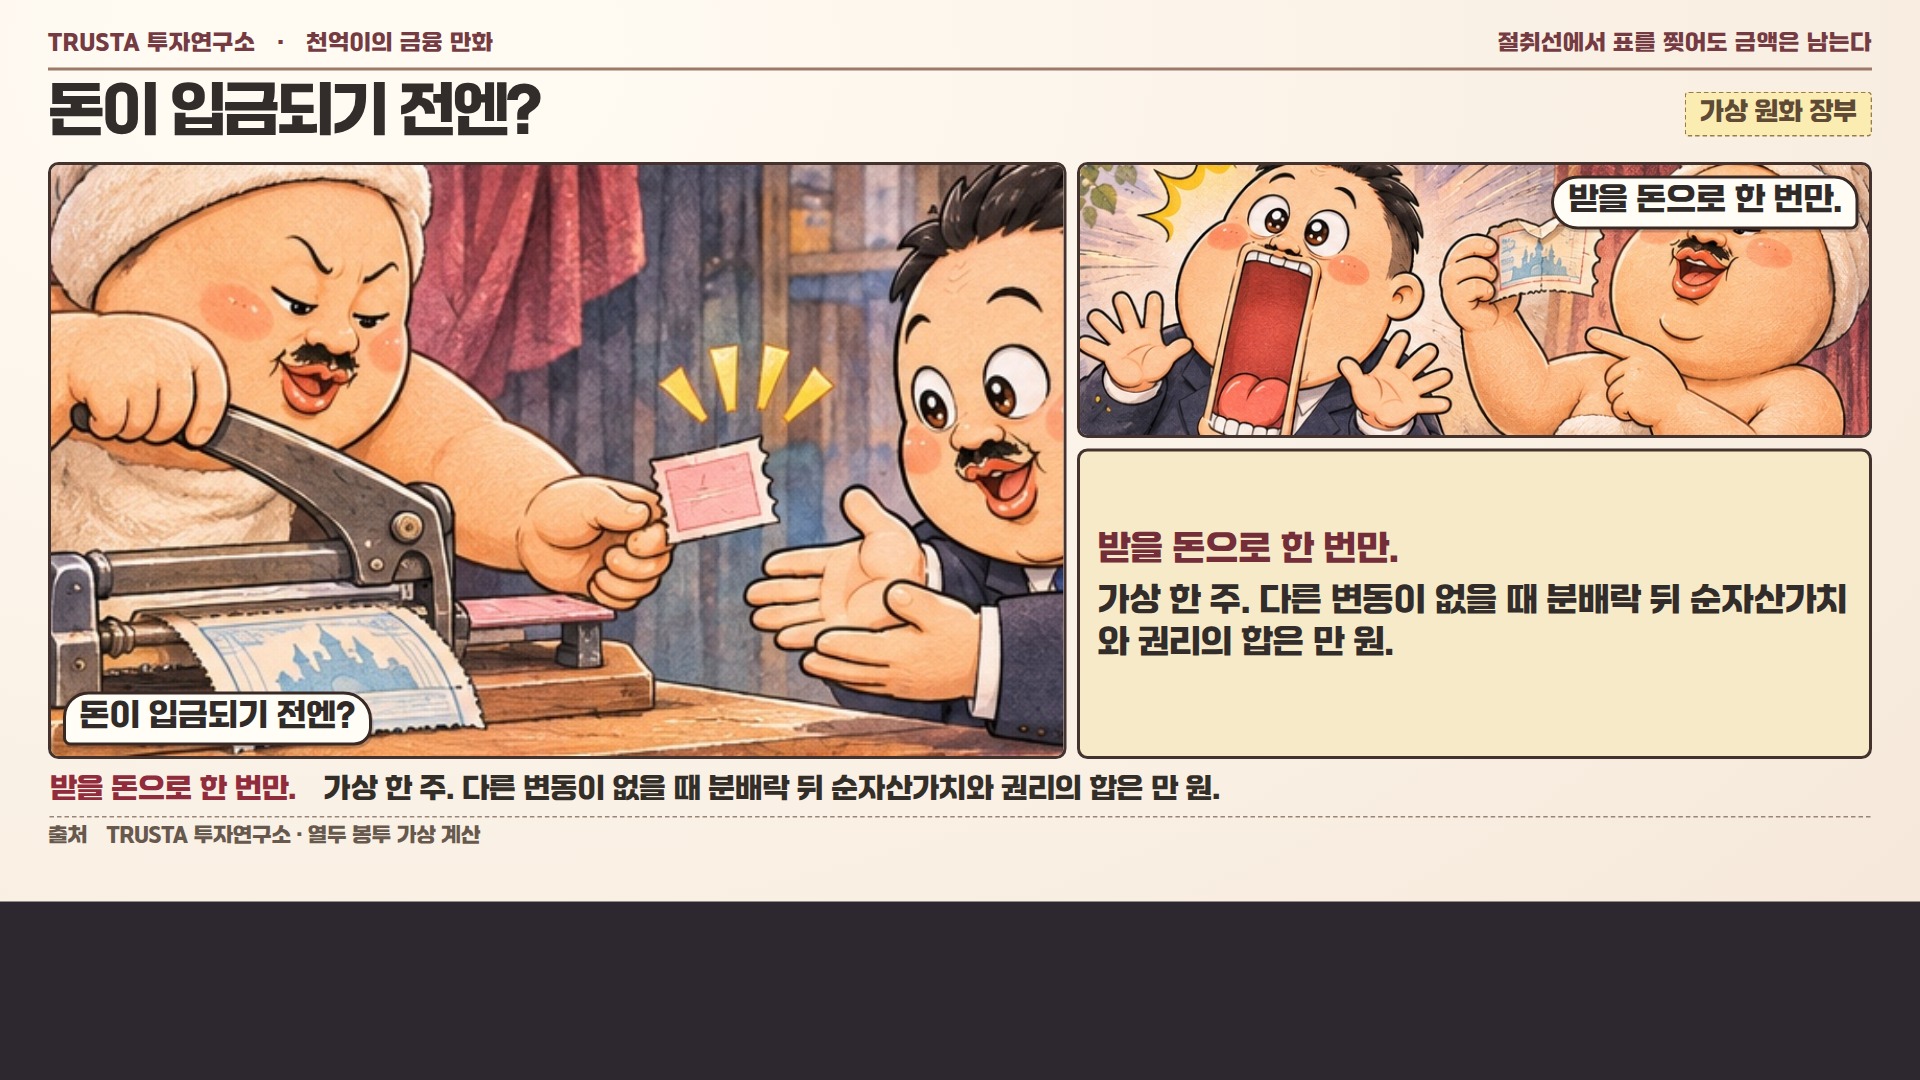 TRUSTA 투자연구소 · 천억이의 금융 만화
절취선에서 표를 찢어도 금액은 남는다
돈이 입금되기 전엔?
가상 원화 장부
돈이 입금되기 전엔?
받을 돈으로 한 번만.
받을 돈으로 한 번만.
가상 한 주. 다른 변동이 없을 때 분배락 뒤 순자산가치
와 권리의 합은 만 원.
받을 돈으로 한 번만. 가상 한 주. 다른 변동이 없을 때 분배락 뒤 순자산가치와 권리의 합은 만 원.
출처 TRUSTA 투자연구소 · 열두 봉투 가상 계산